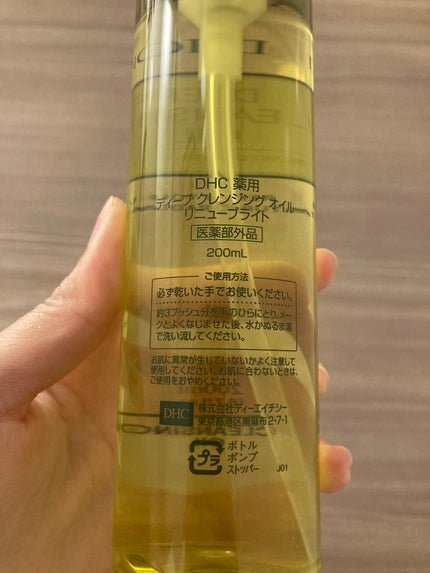 DHC 薬用
ディープ クレンジング オイル
リニューブライト
医薬部外品
200mL
ご使用方法
必ず乾いた手でお使いください。
約3プッシュ分を手のひらにとり、メー
クとよくなじませた後、水かぬるま湯
で洗い流してください。
お肌に異常が生じていないかよく注意して
使用してください。お肌に合わないときは、
ご使用をおやめください。
DHC
株式会社ディーエイチシー
東京都港区南麻布2-7-1
プラ
ボトル
ポンプ
ストッパー J01